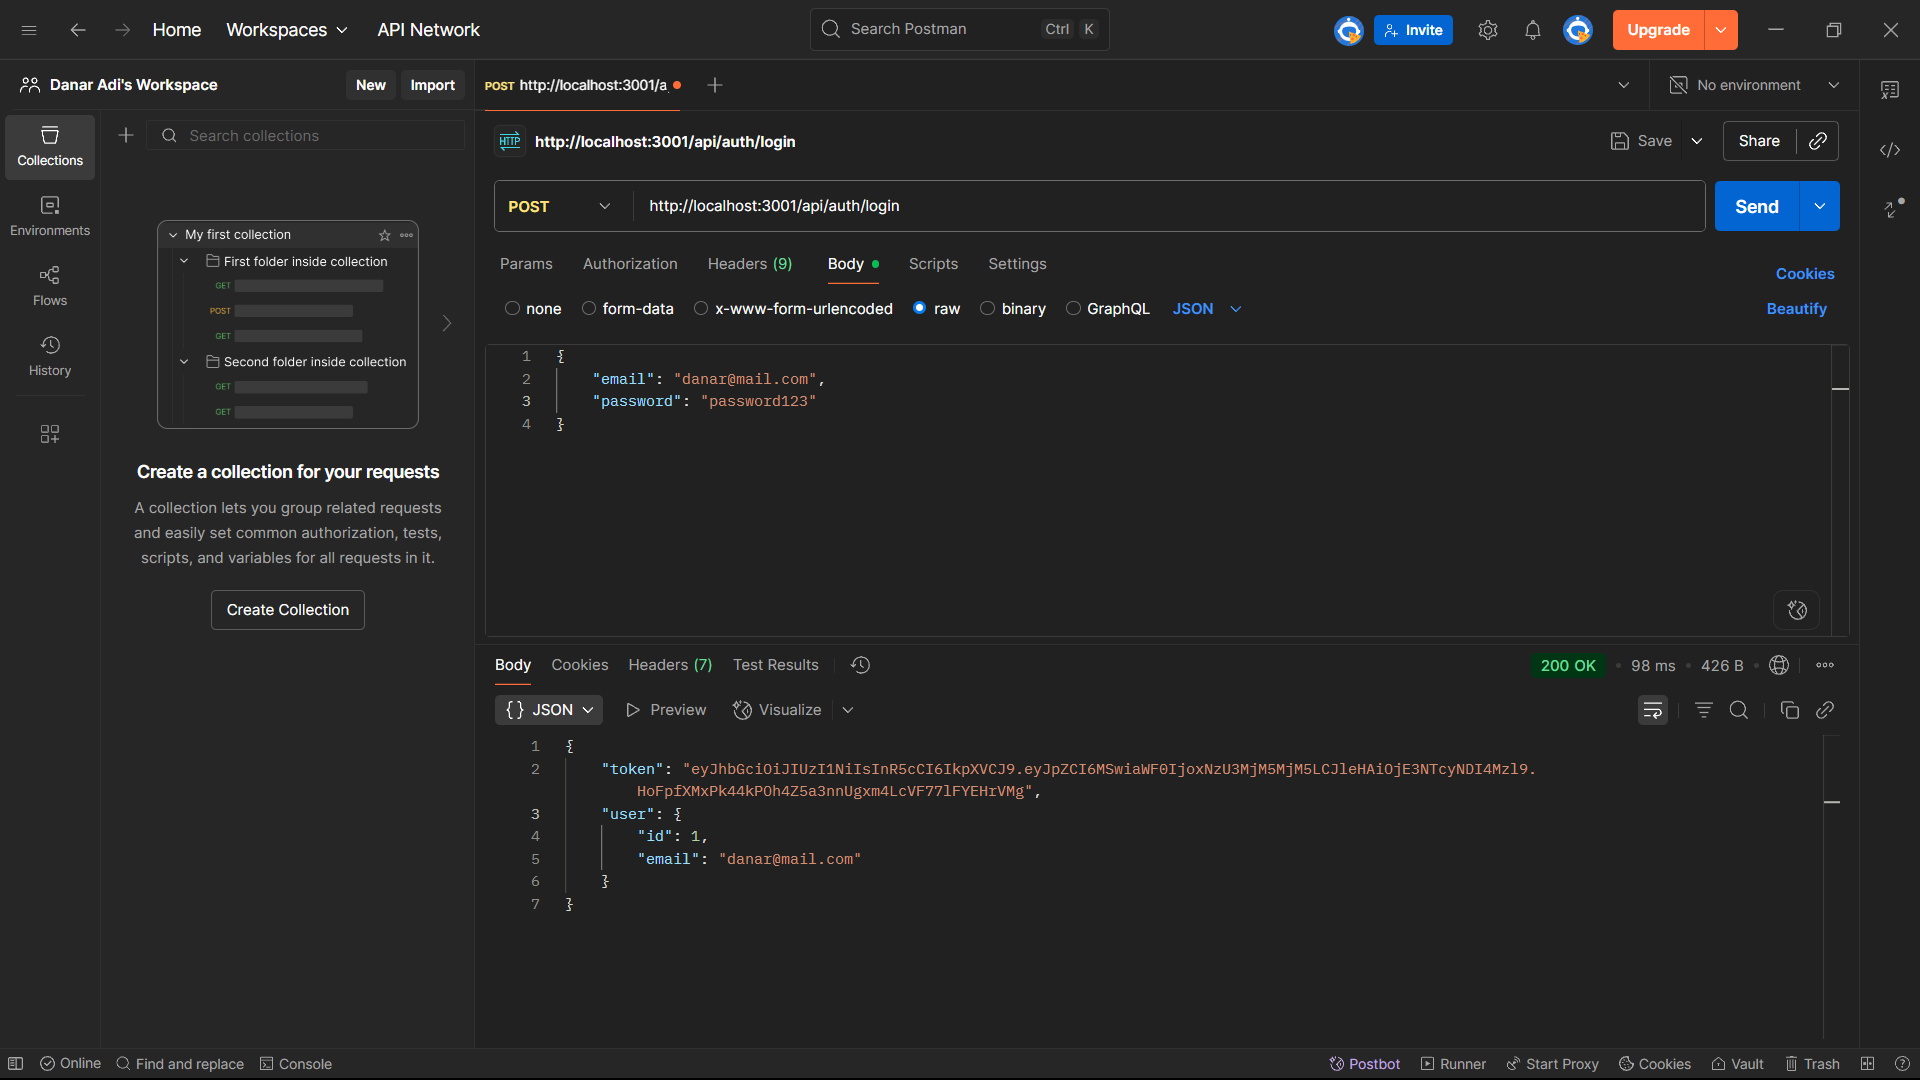 Home
Workspaces
API Network
Search Postman
Ctrl K
Invite
Upgrade
Danar Adi's Workspace
New
Import
POST http://localhost:3001/a
No environment
Collections
Search collections
HTTP http://localhost:3001/api/auth/login
Save
Share
Environments
Flows
History
POST
http://localhost:3001/api/auth/login
Send
My first collection
First folder inside collection
GET
POST
GET
Second folder inside collection
GET
GET
Params
Authorization
Headers (9)
Body
Scripts
Settings
Cookies
none
form-data
x-www-form-urlencoded
raw
binary
GraphQL
JSON
Beautify
1 {
2 "email": "danar@mail.com",
3 "password": "password123"
4 }
Create a collection for your requests
A collection lets you group related requests
and easily set common authorization, tests,
scripts, and variables for all requests in it.
Create Collection
Body
Cookies
Headers (7)
Test Results
200 OK
98 ms
426 B
{} JSON
Preview
Visualize
1 {
2 "token": "eyJhbGciOiJIUzI1NiIsInR5cCI6IkpXVCJ9.eyJpZCI6MSwiaWF0IjoxNzU3MjM5MjM5LCJleHAiOjE3NTcyNDI4Mzl9.
HoFpfXMxPk44kPOh4Z5a3nnUgxm4LcVF77lFYEHrVMg",
3 "user": {
4 "id": 1,
5 "email": "danar@mail.com"
6 }
7 }
Online
Find and replace
Console
Postbot
Runner
Start Proxy
Cookies
Vault
Trash